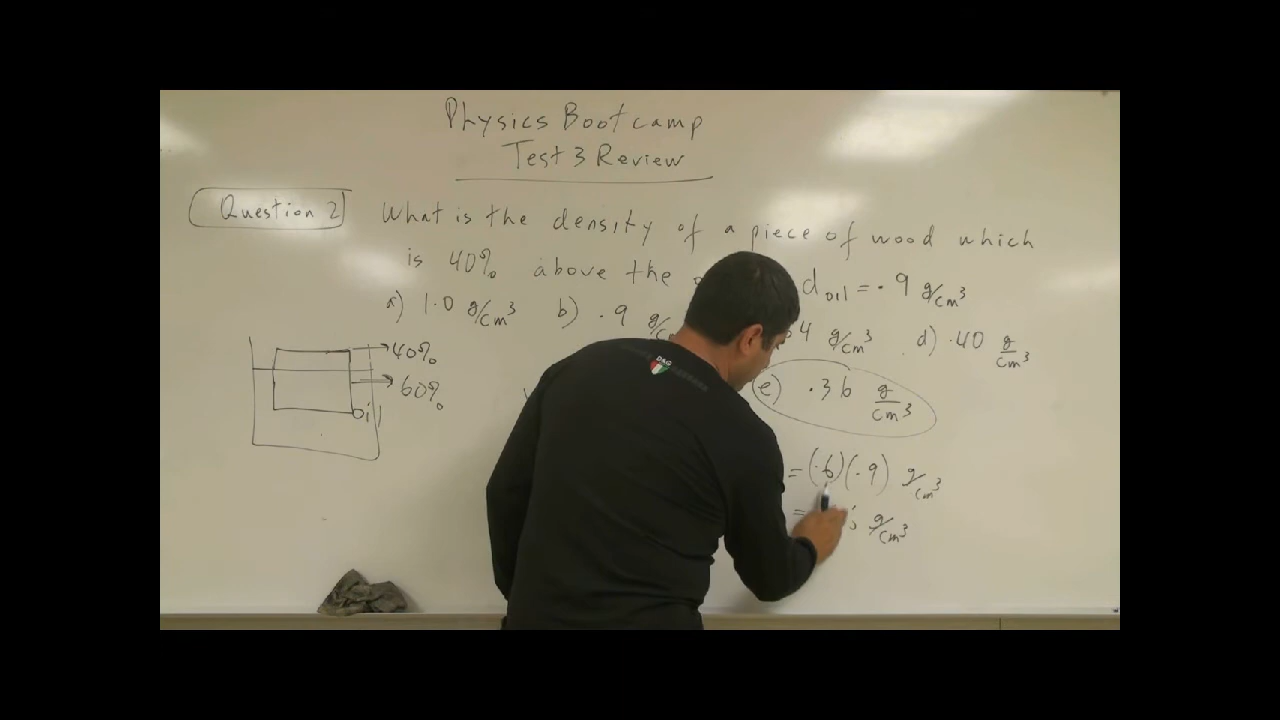 Physics Bootcamp
Test 3 Review
Question 2 What is the density of a piece of wood which
is 40% above the d oil = .9 g/cm³
a) 1.0 g/cm³ b) .9 g/c 4 g/cm³ d) .40 g/cm³
40%
60%
oil
e) .36 g/cm³
= (.6)(.9) g/cm³
= g/cm³
D&G